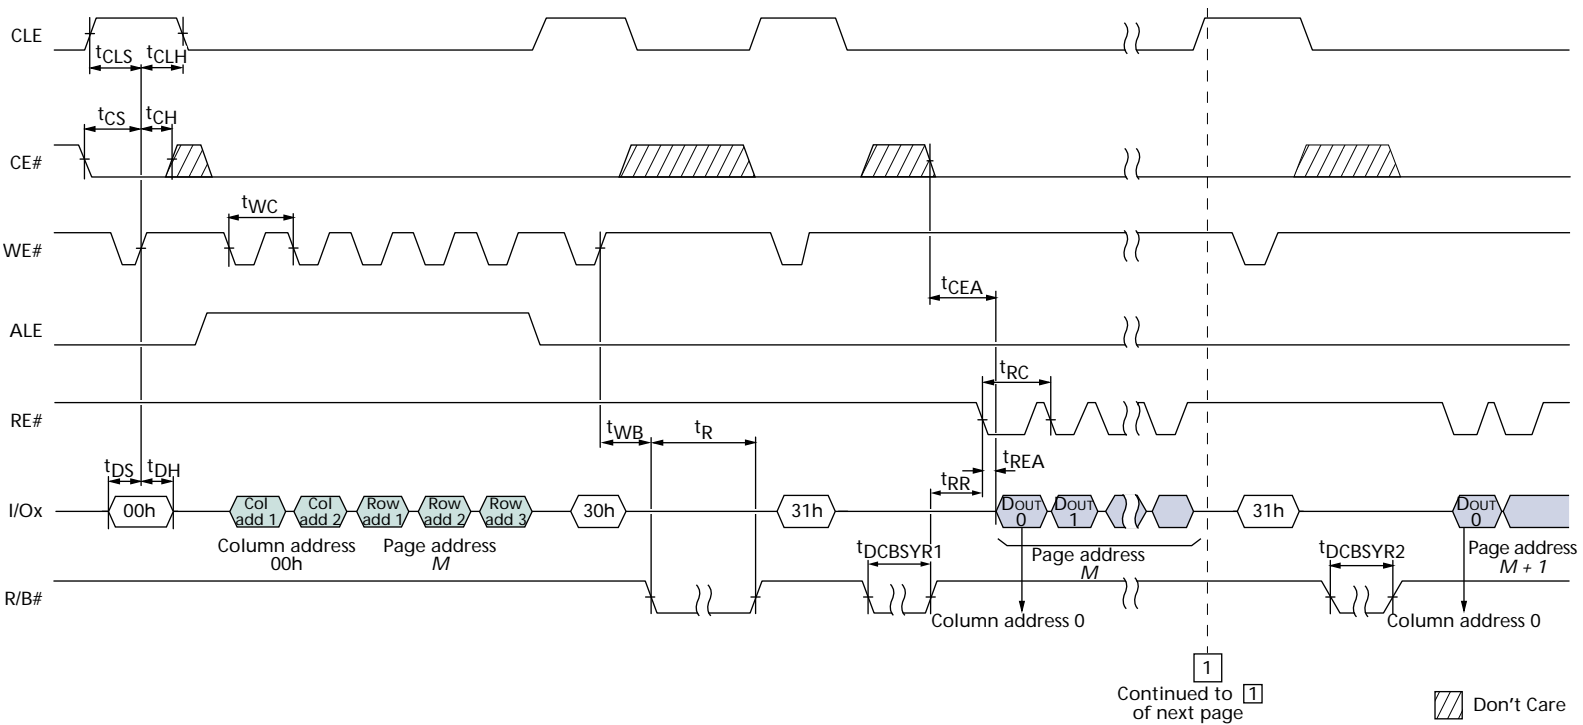 CLE
tCLS
tCLH
tCS
tCH
CE#
tWC
WE#
tCEA
ALE
tRC
RE#
tWB
tR
tREA
tDS
tDH
tRR
I/Ox
00h
Col
add 1
Col
add 2
Row
add 1
Row
add 2
Row
add 3
30h
31h
DOUT
0
DOUT
1
31h
DOUT
0
Column address
00h
Page address
M
tDCBSYR1
Page address
M
tDCBSYR2
Page address
M + 1
R/B#
Column address 0
Column address 0
1
Continued to 1
of next page
Don't Care